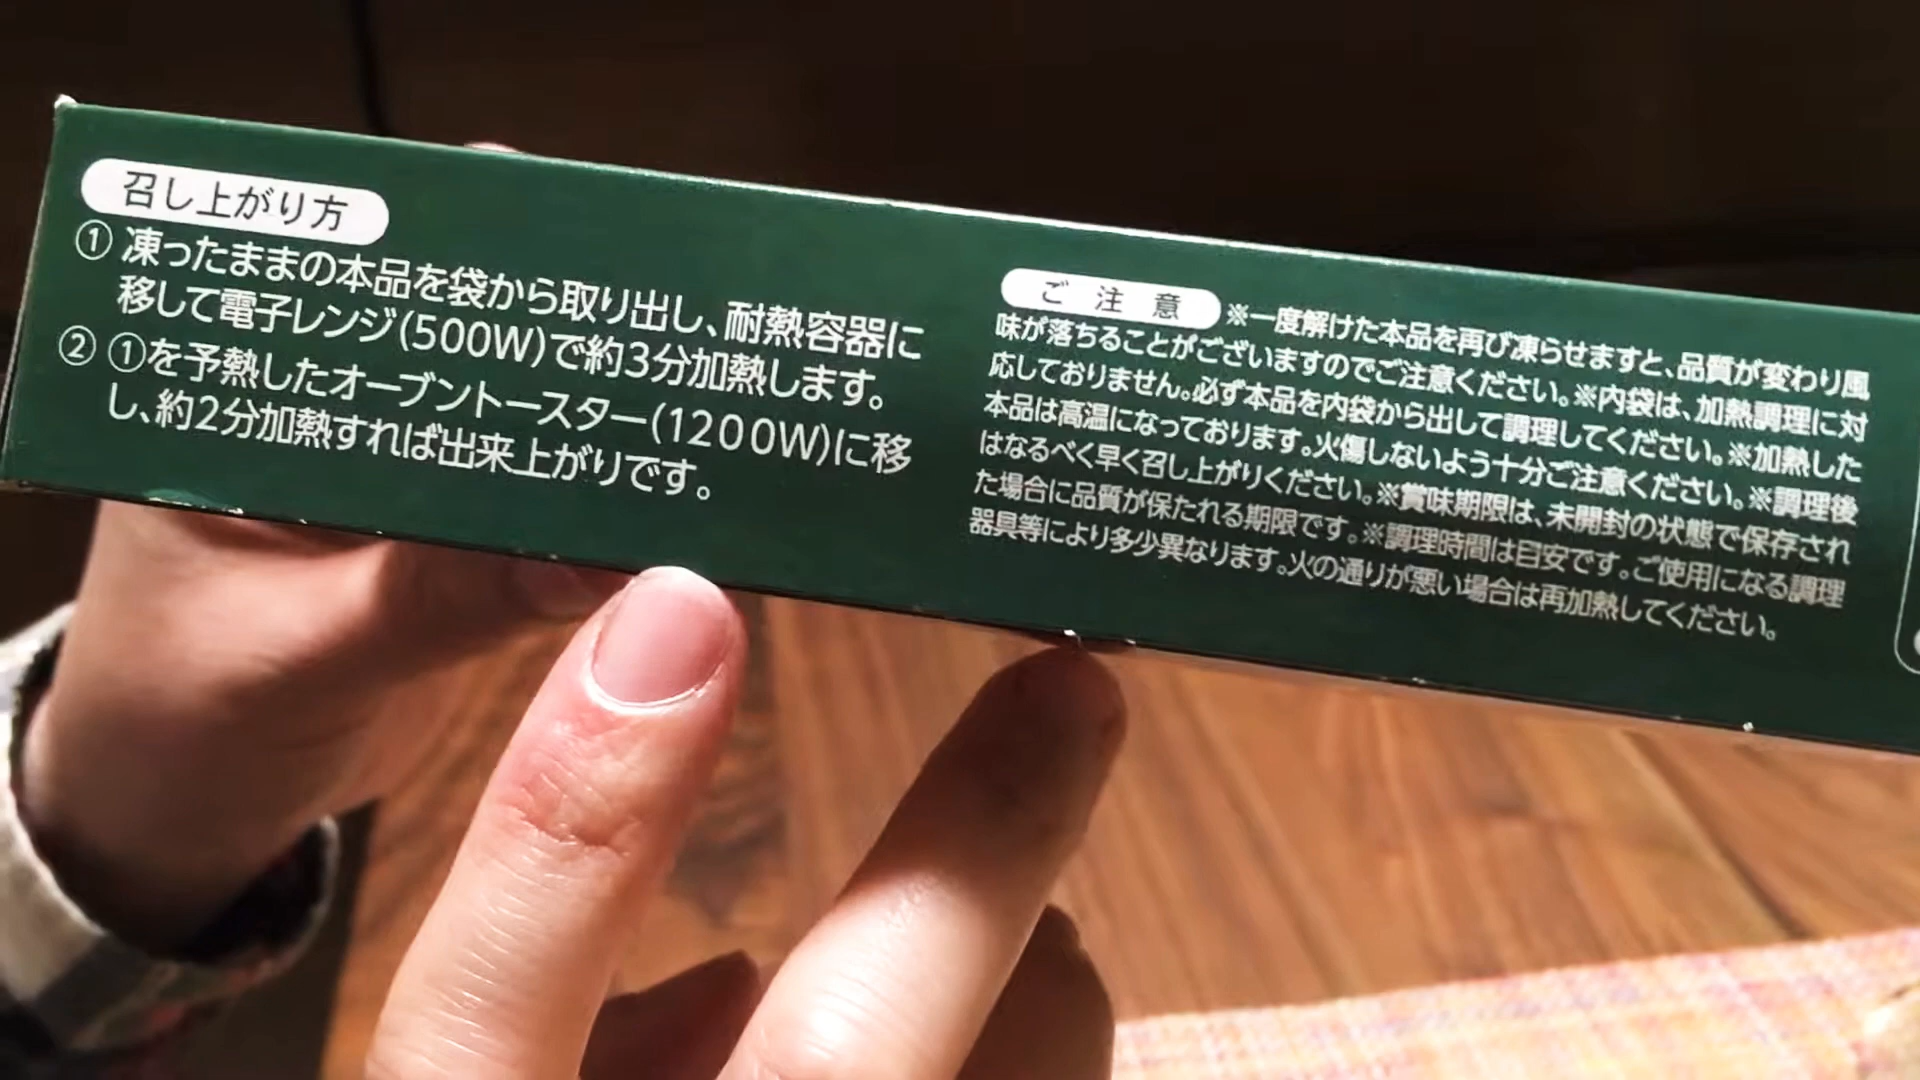 召し上がり方
① 凍ったままの本品を袋から取り出し、耐熱容器に
移して電子レンジ(500W)で約3分加熱します。
② ①を予熱したオーブントースター(1200W)に移
し、約2分加熱すれば出来上がりです。
ご注意 ※一度解けた本品を再び凍らせますと、品質が変わり風
味が落ちることがございますのでご注意ください。※内袋は、加熱調理に対
応しておりません。必ず本品を内袋から出して調理してください。※加熱した
本品は高温になっております。火傷しないよう十分ご注意ください。※調理後
はなるべく早く召し上がりください。※賞味期限は、未開封の状態で保存され
た場合に品質が保たれる期限です。※調理時間は目安です。ご使用になる調理
器具等により多少異なります。火の通りが悪い場合は再加熱してください。